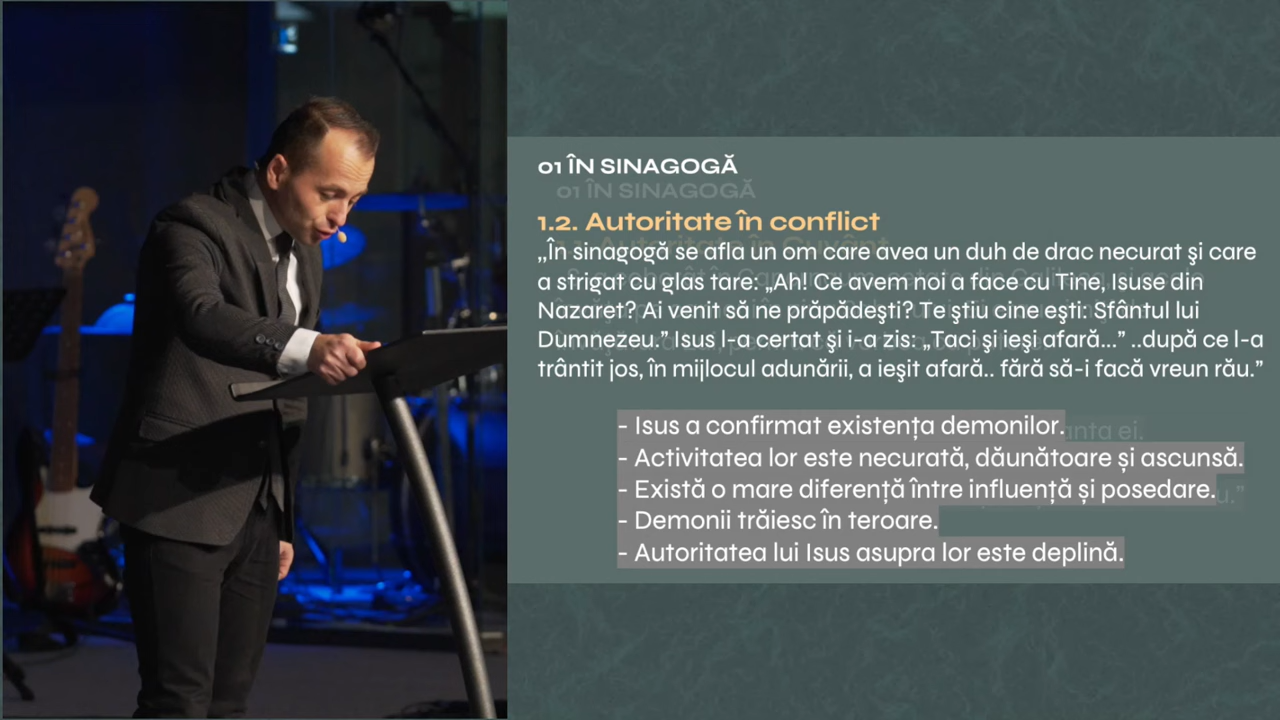 01 ÎN SINAGOGĂ
01 ÎN SINAGOGĂ
1.2. Autoritate în conflict
„În sinagogă se afla un om care avea un duh de drac necurat şi care
a strigat cu glas tare: „Ah! Ce avem noi a face cu Tine, Isuse din
Nazaret? Ai venit să ne prăpădeşti? Te ştiu cine eşti: Sfântul lui
Dumnezeu.” Isus l-a certat şi i-a zis: „Taci şi ieşi afară...” ..după ce l-a
trântit jos, în mijlocul adunării, a ieşit afară.. fără să-i facă vreun rău.”
- Isus a confirmat existența demonilor.
- Activitatea lor este necurată, dăunătoare și ascunsă.
- Există o mare diferență între influență și posedare.
- Demonii trăiesc în teroare.
- Autoritatea lui Isus asupra lor este deplină.